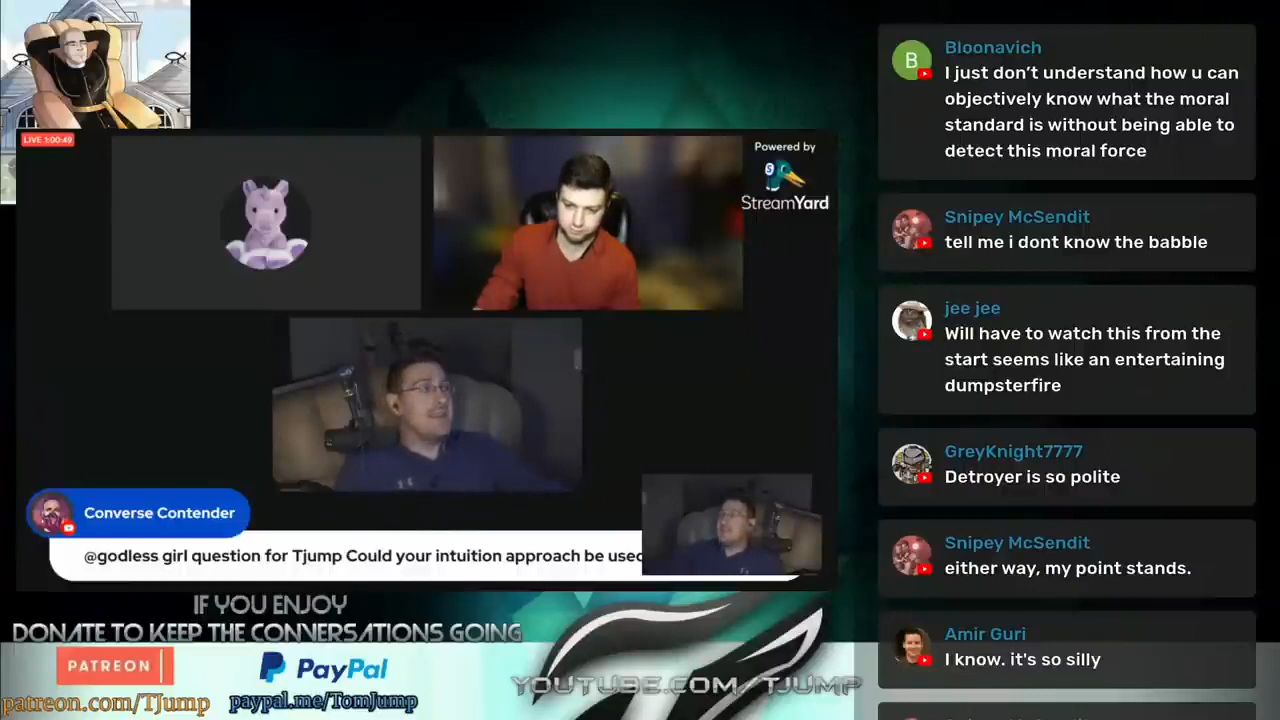 LIVE 1:00:49
Powered by
StreamYard
Converse Contender
@godless girl question for Tjump Could your intuition approach be used
IF YOU ENJOY
DONATE TO KEEP THE CONVERSATIONS GOING
PATREON
PayPal
patreon.com/TJump
paypal.me/TomJump
YOUTUBE.COM/TJUMP
B
Bloonavich
I just don’t understand how u can
objectively know what the moral
standard is without being able to
detect this moral force
Snipey McSendit
tell me i dont know the babble
jee jee
Will have to watch this from the
start seems like an entertaining
dumpsterfire
GreyKnight7777
Detroyer is so polite
Snipey McSendit
either way, my point stands.
Amir Guri
I know. it's so silly